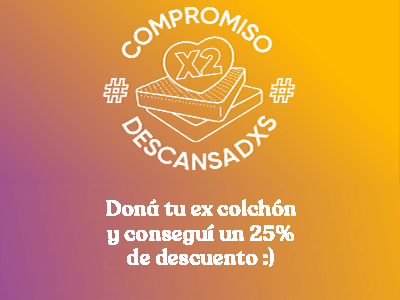 COMPROMISO
X2
# #
DESCANSADXS
Doná tu ex colchón
y conseguí un 25%
de descuento :)